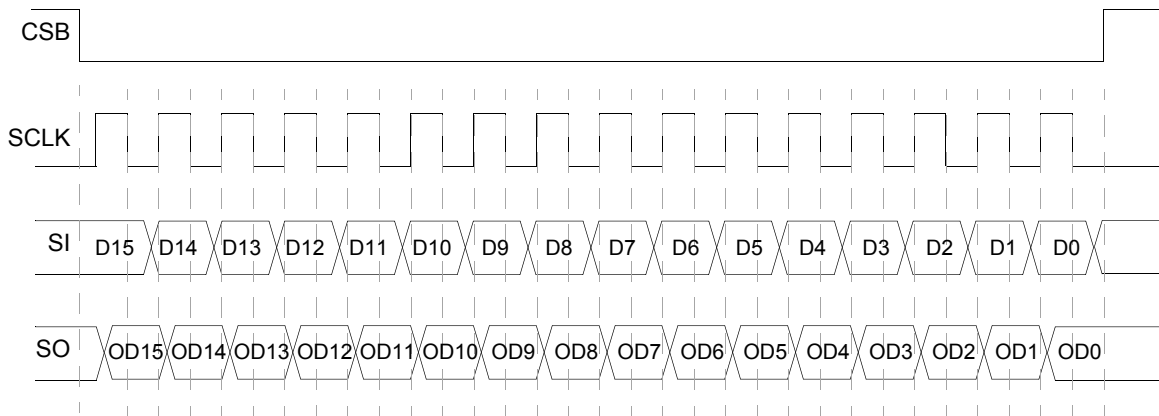 CSB
SCLK
SI D15 D14 D13 D12 D11 D10 D9 D8 D7 D6 D5 D4 D3 D2 D1 D0
SO OD15 OD14 OD13 OD12 OD11 OD10 OD9 OD8 OD7 OD6 OD5 OD4 OD3 OD2 OD1 OD0